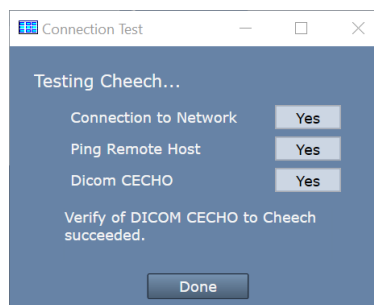 Connection Test
Testing Cheech...
Connection to Network Yes
Ping Remote Host Yes
Dicom CECHO Yes
Verify of DICOM CECHO to Cheech
succeeded.
Done